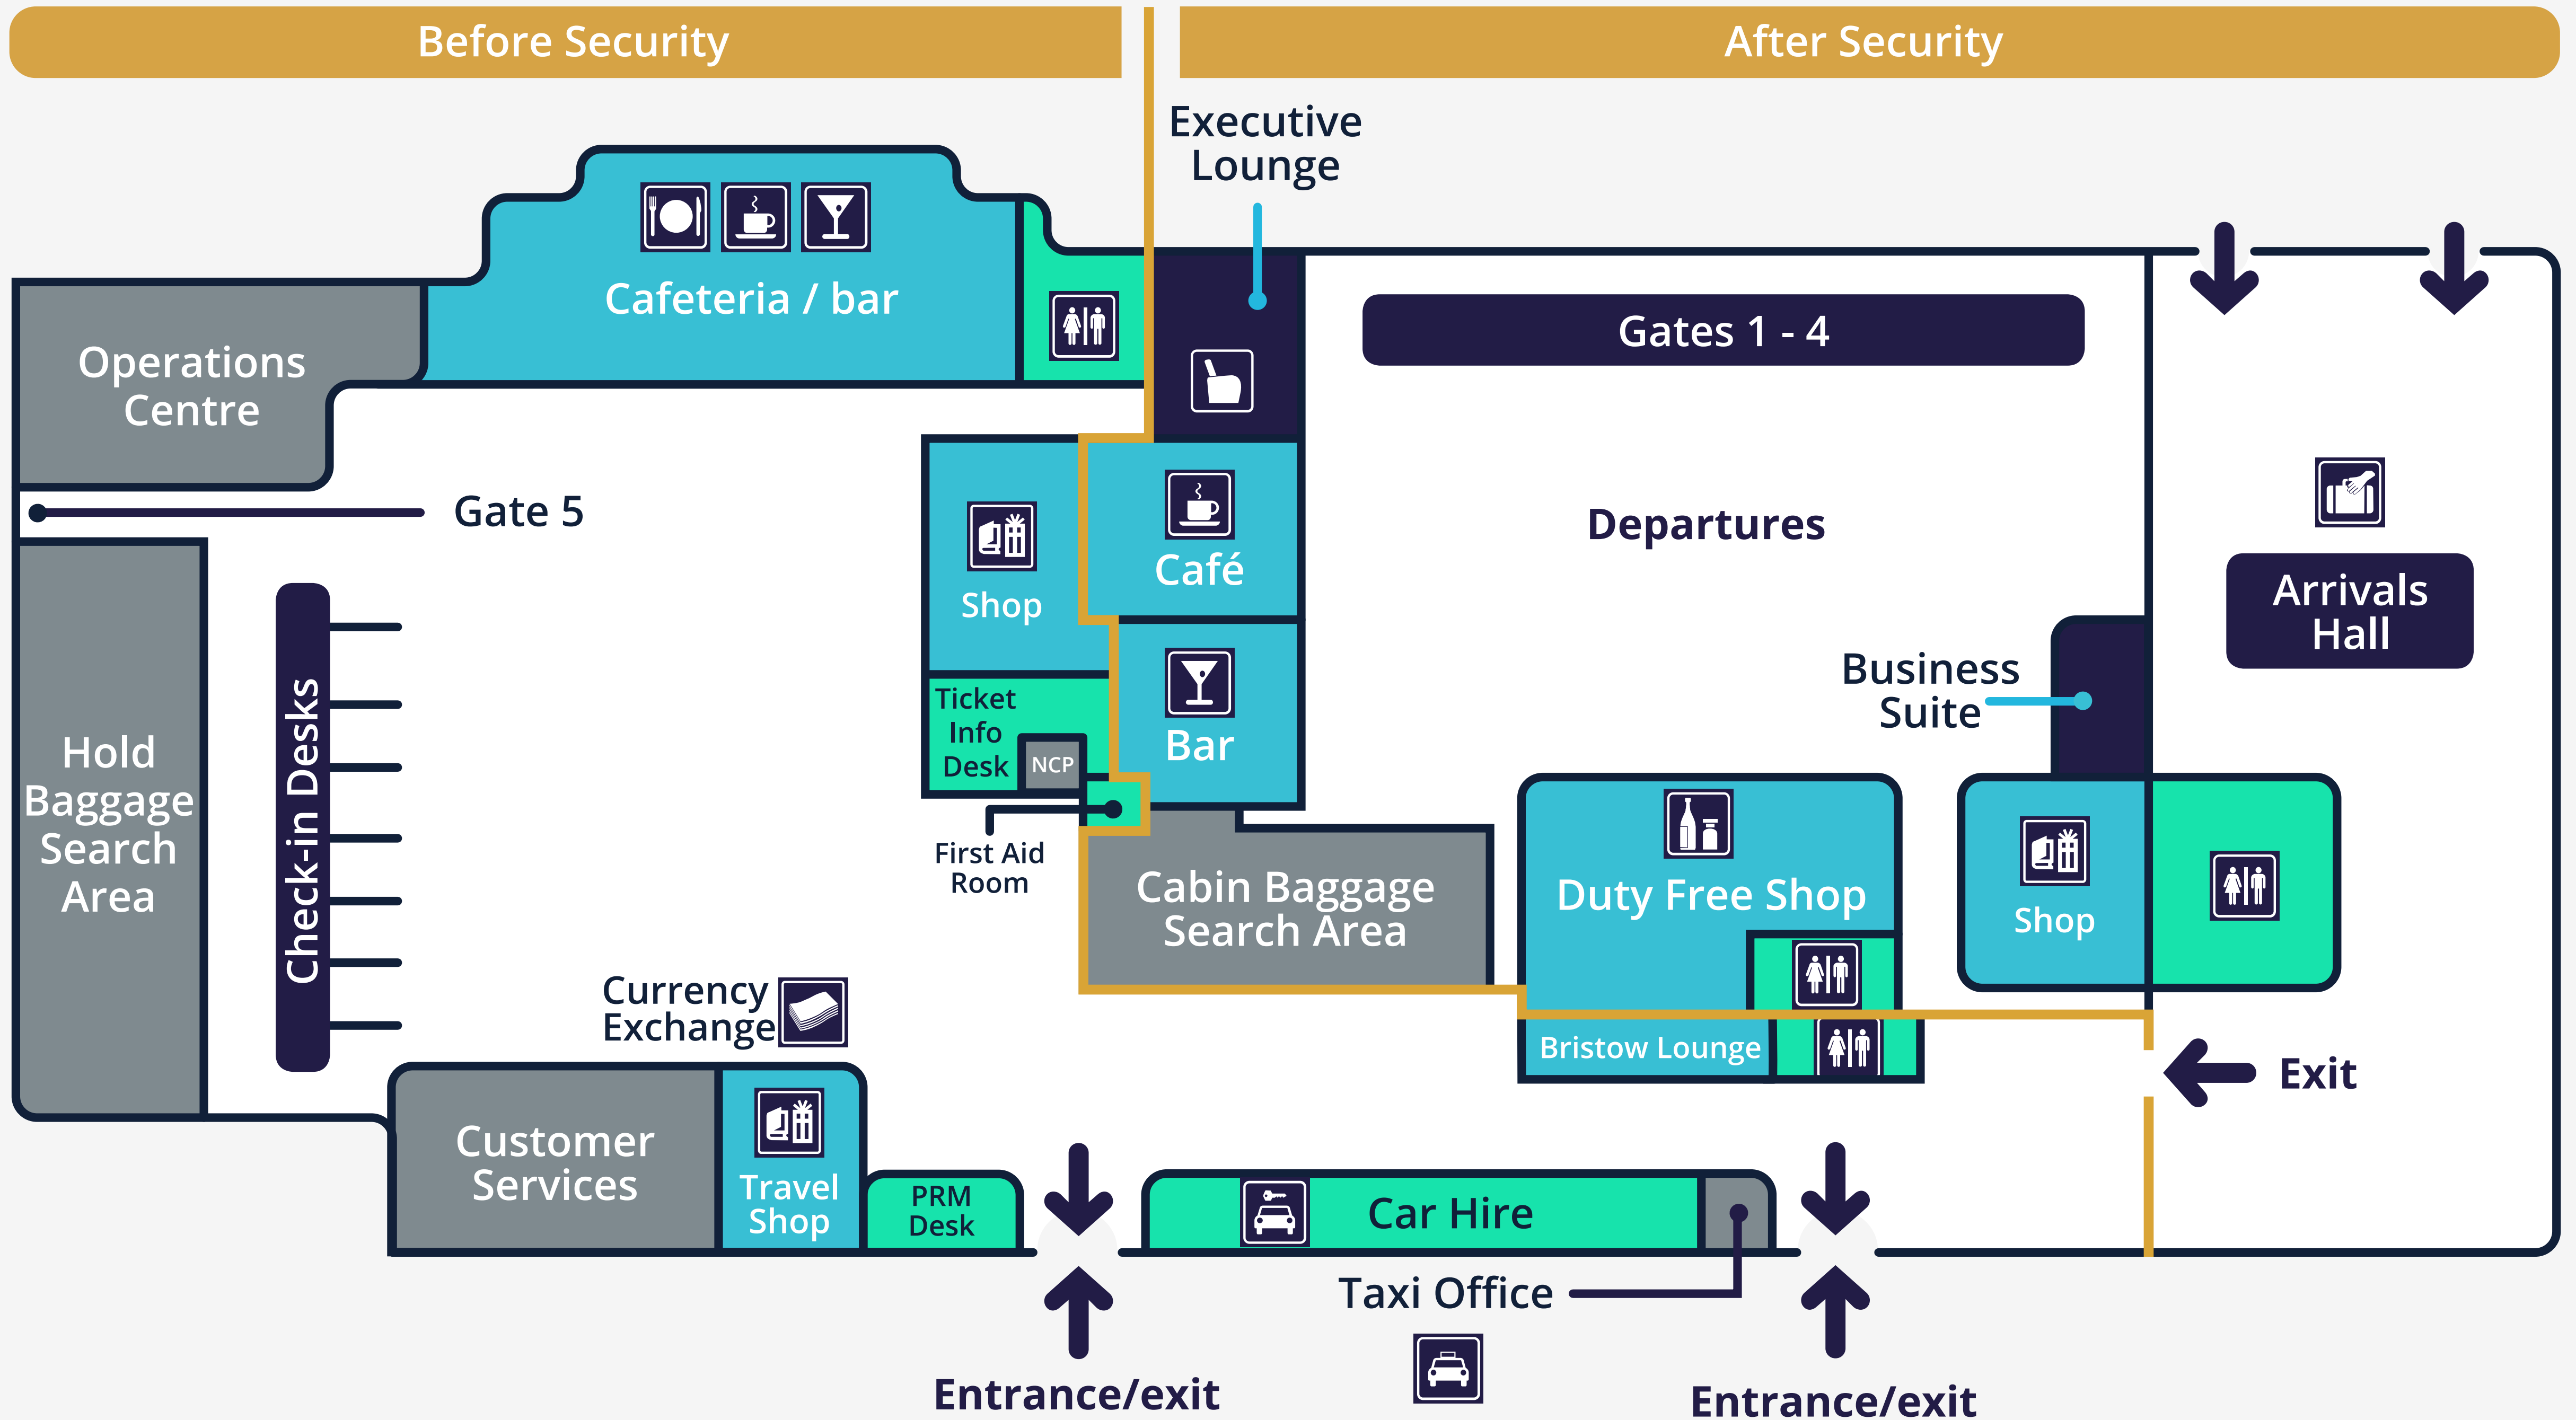 Before Security
After Security
Executive
Lounge
Cafeteria / bar
Gates 1 - 4
Operations
Centre
Gate 5
Café
Departures
Shop
Arrivals
Hall
Business
Suite
Ticket
Info
Desk
NCP
Bar
Hold
Baggage
Search
Area
Check-in Desks
First Aid
Room
Cabin Baggage
Search Area
Duty Free Shop
Shop
Currency
Exchange
Bristow Lounge
Exit
Customer
Services
Travel
Shop
PRM
Desk
Car Hire
Taxi Office
Entrance/exit
Entrance/exit